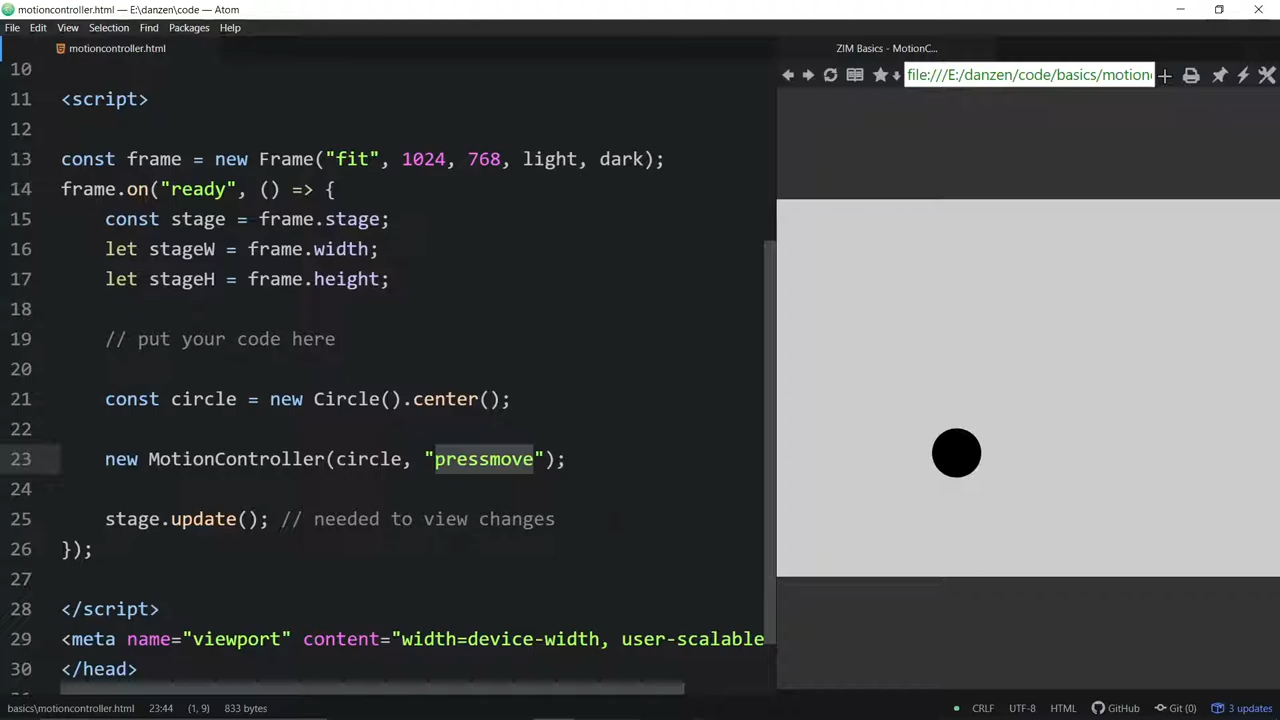 motioncontroller.html — E:\danzen\code — Atom
File Edit View Selection Find Packages Help
motioncontroller.html
ZIM Basics - MotionC...
file:///E:/danzen/code/basics/motion
10
11 <script>
12
13 const frame = new Frame("fit", 1024, 768, light, dark);
14 frame.on("ready", () => {
15 const stage = frame.stage;
16 let stageW = frame.width;
17 let stageH = frame.height;
18
19 // put your code here
20
21 const circle = new Circle().center();
22
23 new MotionController(circle, "pressmove");
24
25 stage.update(); // needed to view changes
26 });
27
28 </script>
29 <meta name="viewport" content="width=device-width, user-scalable
30 </head>
basics\motioncontroller.html 23:44 (1, 9) 833 bytes CRLF UTF-8 HTML GitHub Git (0) 3 updates